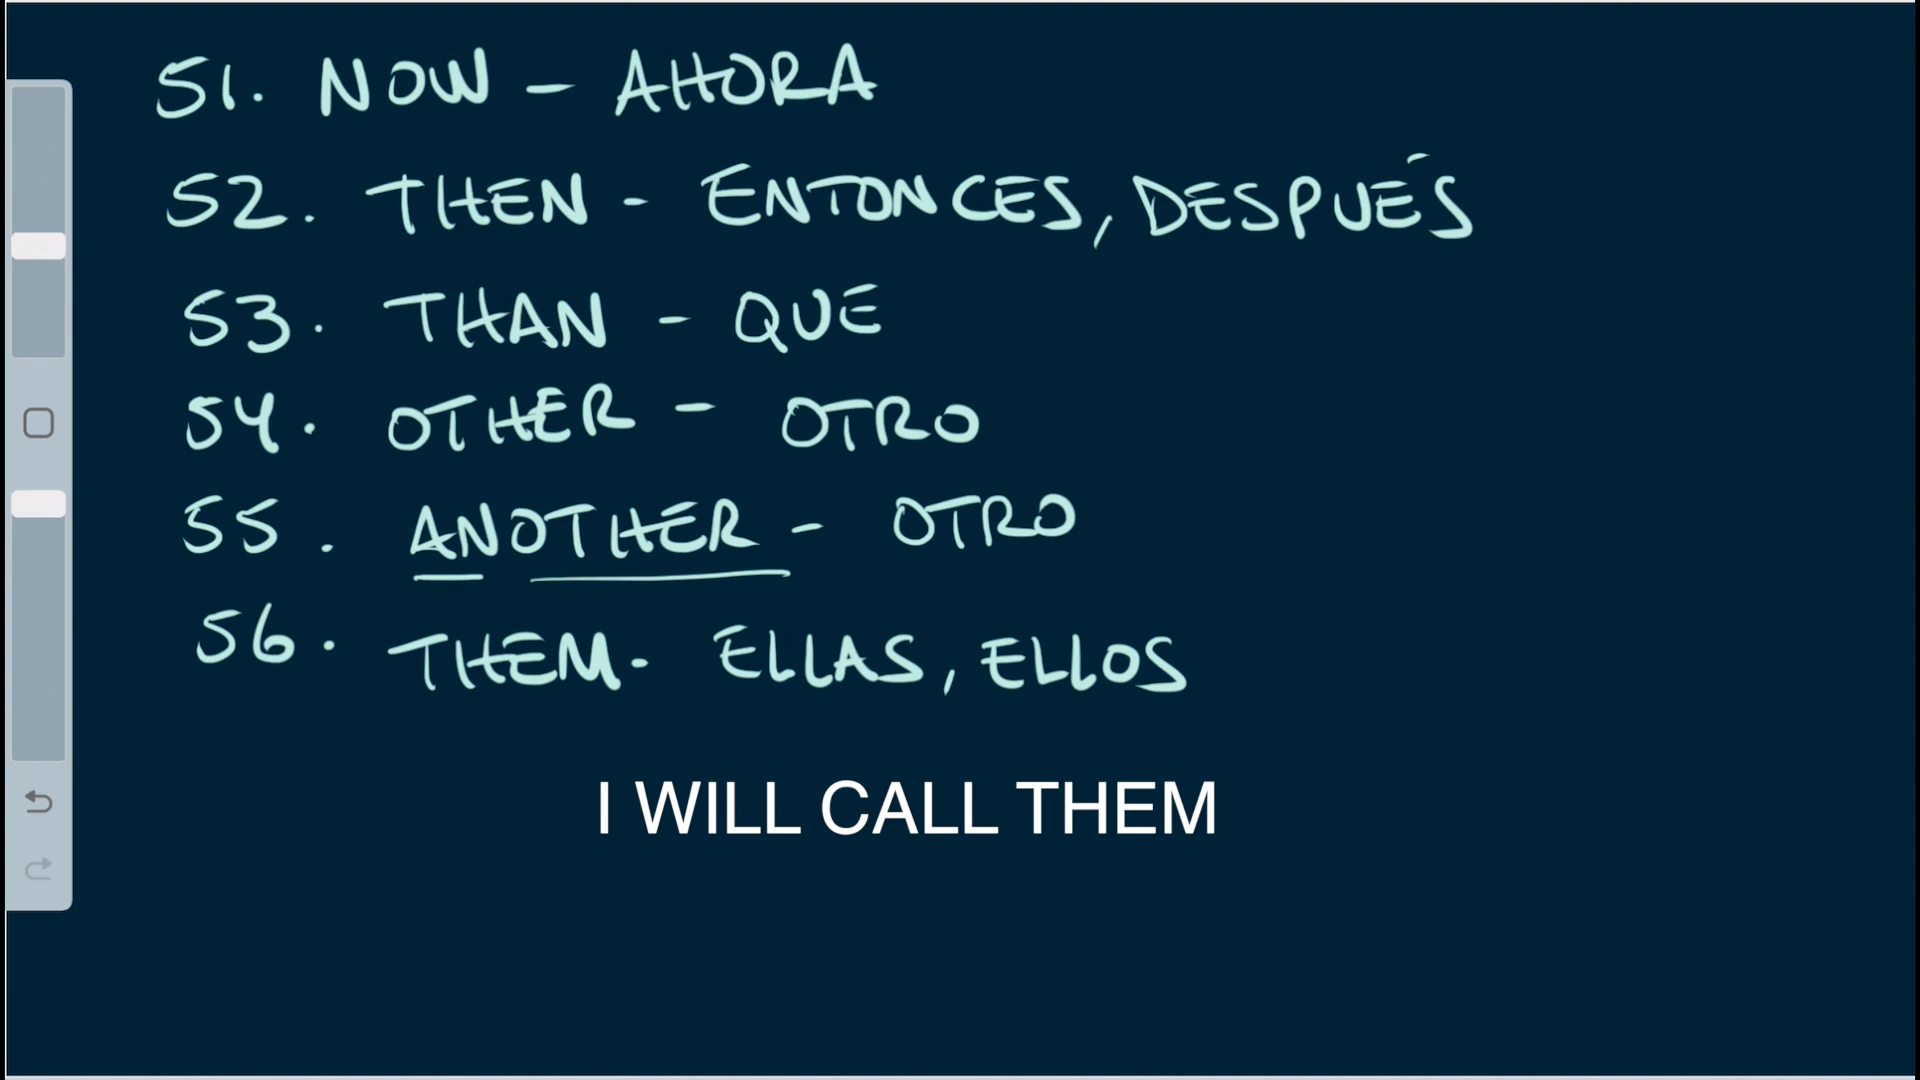 51. NOW - AHORA
52. THEN - ENTONCES, DESPUÉS
53. THAN - QUE
54. OTHER - OTRO
55. ANOTHER - OTRO
56. THEM. ELLAS, ELLOS
I WILL CALL THEM